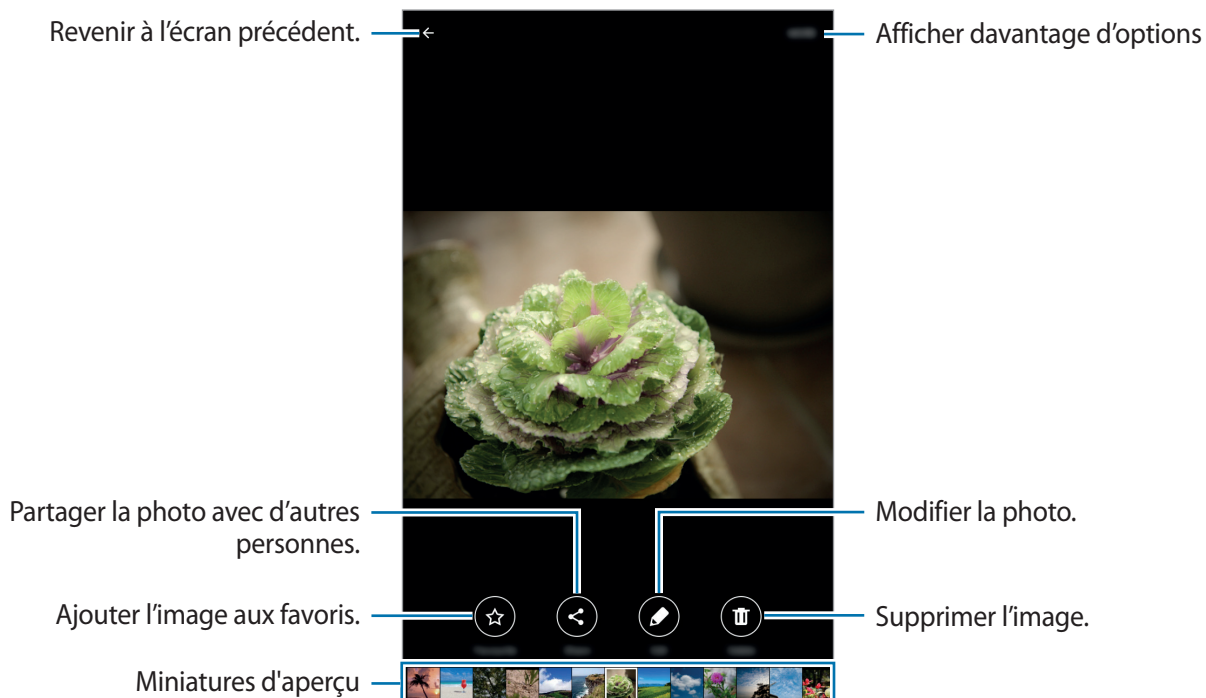 Revenir à l’écran précédent.
Afficher davantage d’options
Partager la photo avec d’autres
personnes.
Modifier la photo.
Ajouter l’image aux favoris.
Supprimer l’image.
Miniatures d'aperçu